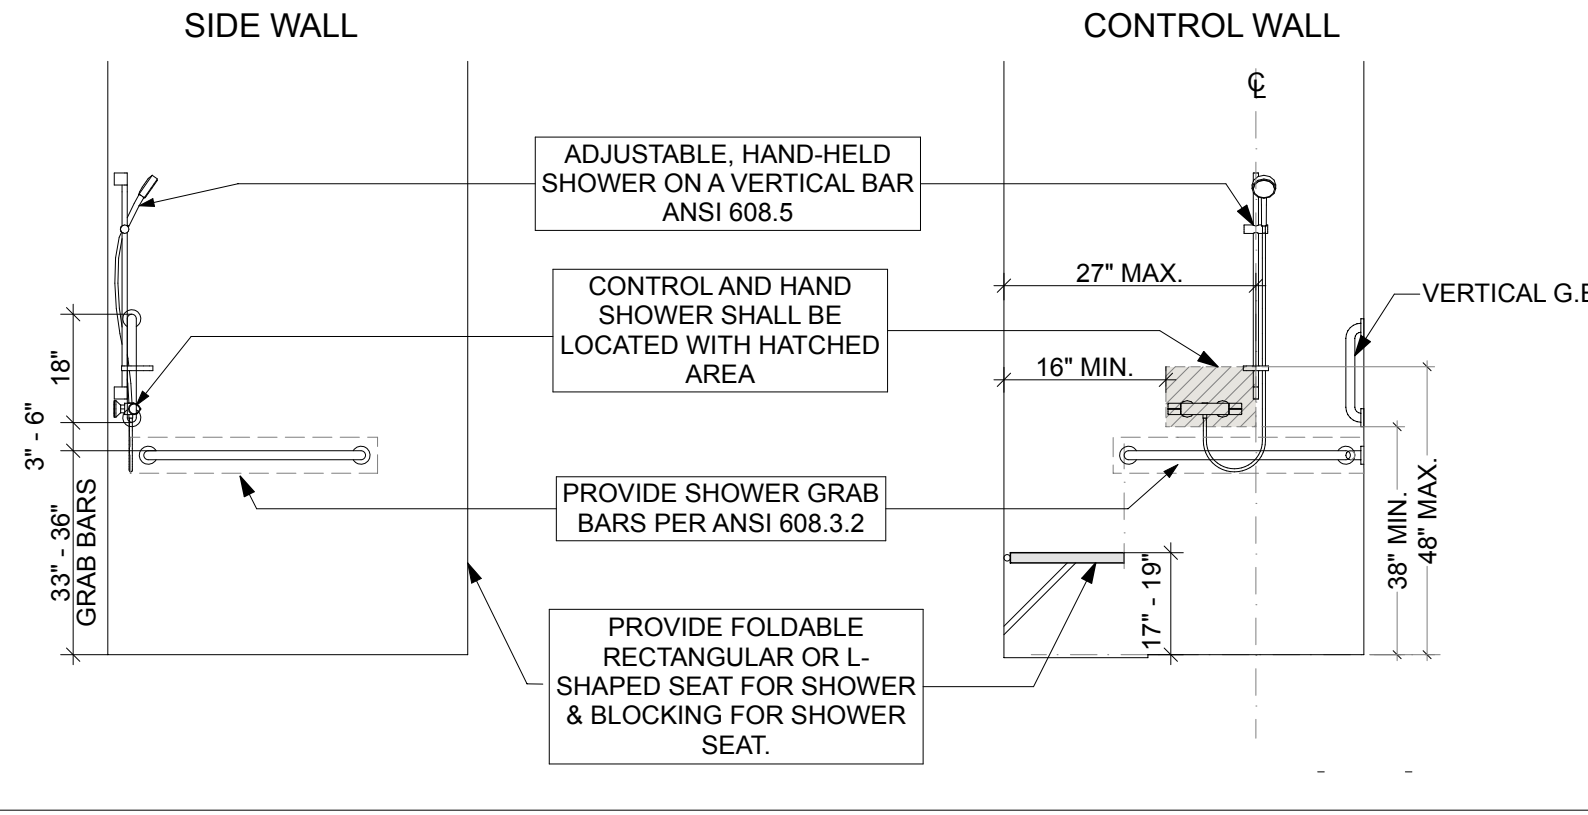 SIDE WALL
CONTROL WALL
℄
ADJUSTABLE, HAND-HELD
SHOWER ON A VERTICAL BAR
ANSI 608.5
CONTROL AND HAND
SHOWER SHALL BE
LOCATED WITH HATCHED
AREA
PROVIDE SHOWER GRAB
BARS PER ANSI 608.3.2
PROVIDE FOLDABLE
RECTANGULAR OR L-
SHAPED SEAT FOR SHOWER
& BLOCKING FOR SHOWER
SEAT.
18"
3" - 6"
33" - 36"
GRAB BARS
27" MAX.
16" MIN.
VERTICAL G.
17" - 19"
38" MIN.
48" MAX.